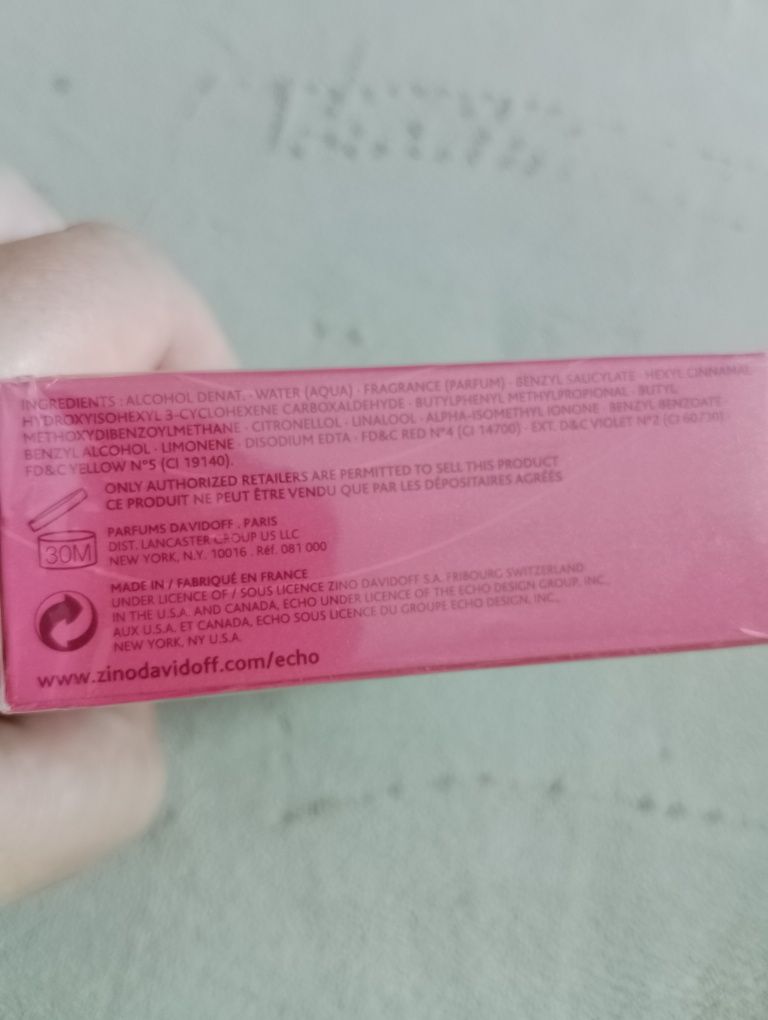 INGREDIENTS : ALCOHOL DENAT. · WATER (AQUA) · FRAGRANCE (PARFUM) · BENZYL SALICYLATE · HEXYL CINNAMAL
HYDROXYISOHEXYL 3-CYCLOHEXENE CARBOXALDEHYDE · BUTYLPHENYL METHYLPROPIONAL · BUTYL
METHOXYDIBENZOYLMETHANE · CITRONELLOL · LINALOOL · ALPHA-ISOMETHYL IONONE · BENZYL BENZOATE ·
BENZYL ALCOHOL · LIMONENE · DISODIUM EDTA · FD&C RED N°4 (CI 14700) · EXT. D&C VIOLET N°2 (CI 60730) ·
FD&C YELLOW N°5 (CI 19140).
ONLY AUTHORIZED RETAILERS ARE PERMITTED TO SELL THIS PRODUCT
CE PRODUIT NE PEUT ÊTRE VENDU QUE PAR LES DÉPOSITAIRES AGRÉÉS
30M
PARFUMS DAVIDOFF . PARIS
DIST. LANCASTER GROUP US LLC
NEW YORK, N.Y. 10016 . Réf. 081 000
MADE IN / FABRIQUÉ EN FRANCE
UNDER LICENCE OF / SOUS LICENCE ZINO DAVIDOFF S.A. FRIBOURG SWITZERLAND
IN THE U.S.A. AND CANADA, ECHO UNDER LICENCE OF THE ECHO DESIGN GROUP, INC.,
AUX U.S.A. ET CANADA, ECHO SOUS LICENCE DU GROUPE ECHO DESIGN, INC.,
NEW YORK, NY U.S.A.
www.zinodavidoff.com/echo